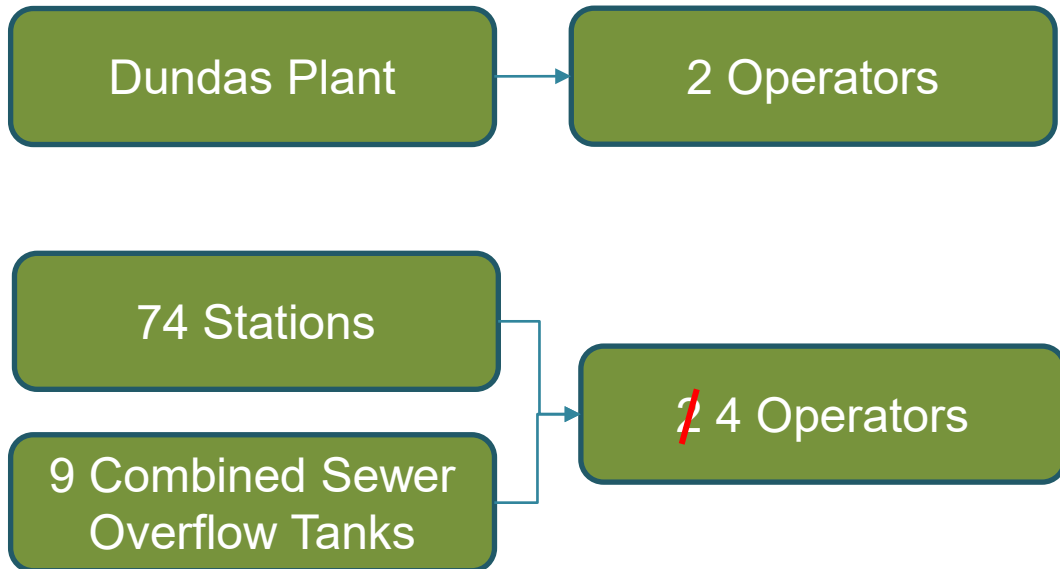 Dundas Plant
2 Operators
74 Stations
2 4 Operators
9 Combined Sewer
Overflow Tanks